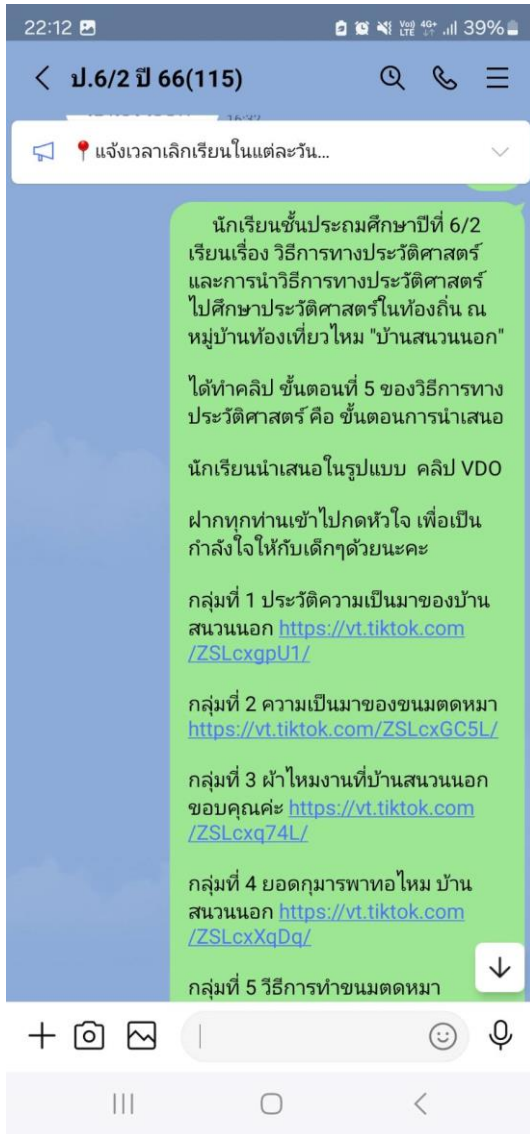 22:12
Vo)) 4G+ 39%
LTE
ป.6/2 ปี 66(115)
16:32
แจ้งเวลาเลิกเรียนในแต่ละวัน...
นักเรียนชั้นประถมศึกษาปีที่ 6/2
เรียนเรื่อง วิธีการทางประวัติศาสตร์
และการนำวิธีการทางประวัติศาสตร์
ไปศึกษาประวัติศาสตร์ในท้องถิ่น ณ
หมู่บ้านท้องเที่ยวไหม "บ้านสนวนนอก"
ได้ทำคลิป ขั้นตอนที่ 5 ของวิธีการทาง
ประวัติศาสตร์ คือ ขั้นตอนการนำเสนอ
นักเรียนนำเสนอในรูปแบบ คลิป VDO
ฝากทุกท่านเข้าไปกดหัวใจ เพื่อเป็น
กำลังใจให้กับเด็กๆด้วยนะคะ
กลุ่มที่ 1 ประวัติความเป็นมาของบ้าน
สนวนนอก https://vt.tiktok.com
/ZSLcxgpU1/
กลุ่มที่ 2 ความเป็นมาของขนมตดหมา
https://vt.tiktok.com/ZSLcxGC5L/
กลุ่มที่ 3 ผ้าไหมงานที่บ้านสนวนนอก
ขอบคุณค่ะ https://vt.tiktok.com
/ZSLcxq74L/
กลุ่มที่ 4 ยอดกุมารพาทอไหม บ้าน
สนวนนอก https://vt.tiktok.com
/ZSLcxXqDq/
กลุ่มที่ 5 วีธีการทำขนมตดหมา